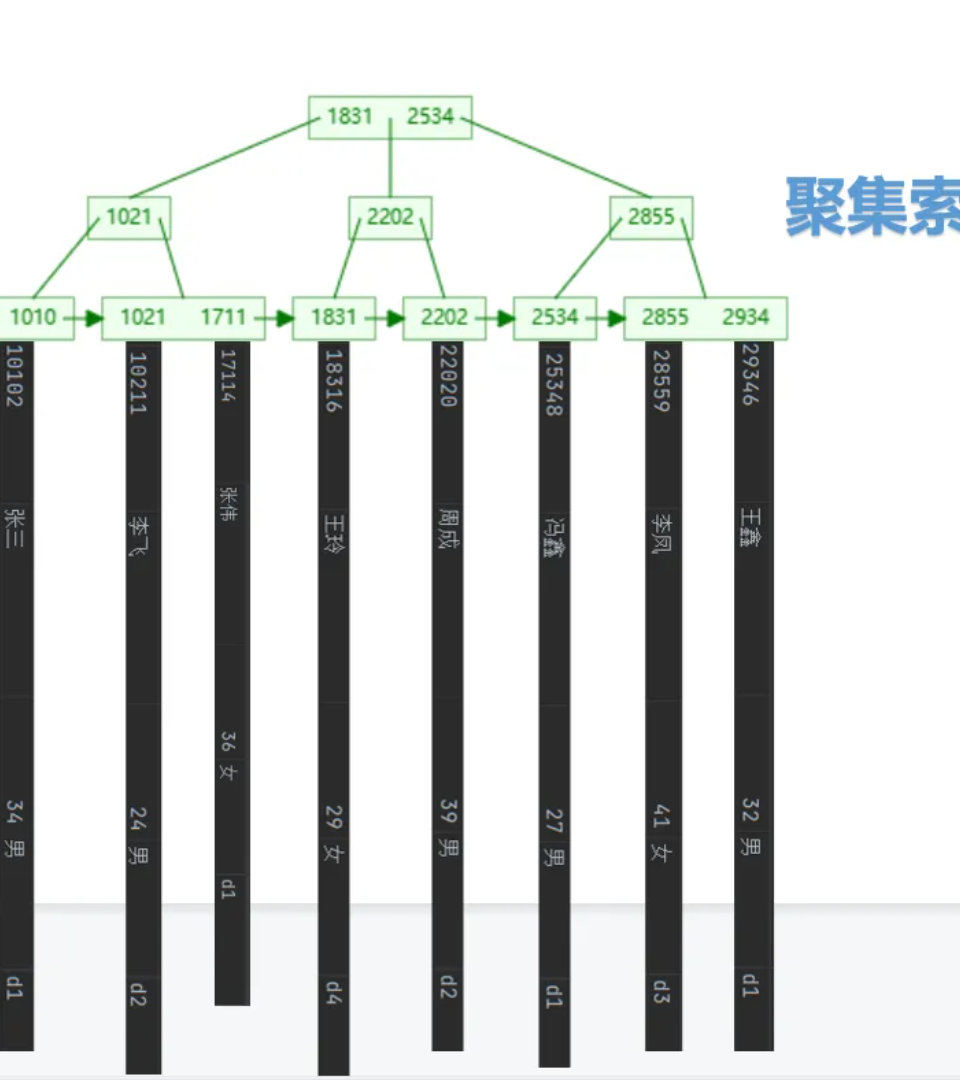 1831 2534
聚集索
1021 2202 2855
1010 1021 1711 1831 2202 2534 2855 2934
10102 张三 34 男 d1
10211 李飞 24 男 d2
17114 张伟 36 女 d1
18316 王玲 29 女 d4
22020 周成 39 男 d2
25348 冯鑫 27 男 d1
28559 李凤 41 女 d3
29346 王鑫 32 男 d1